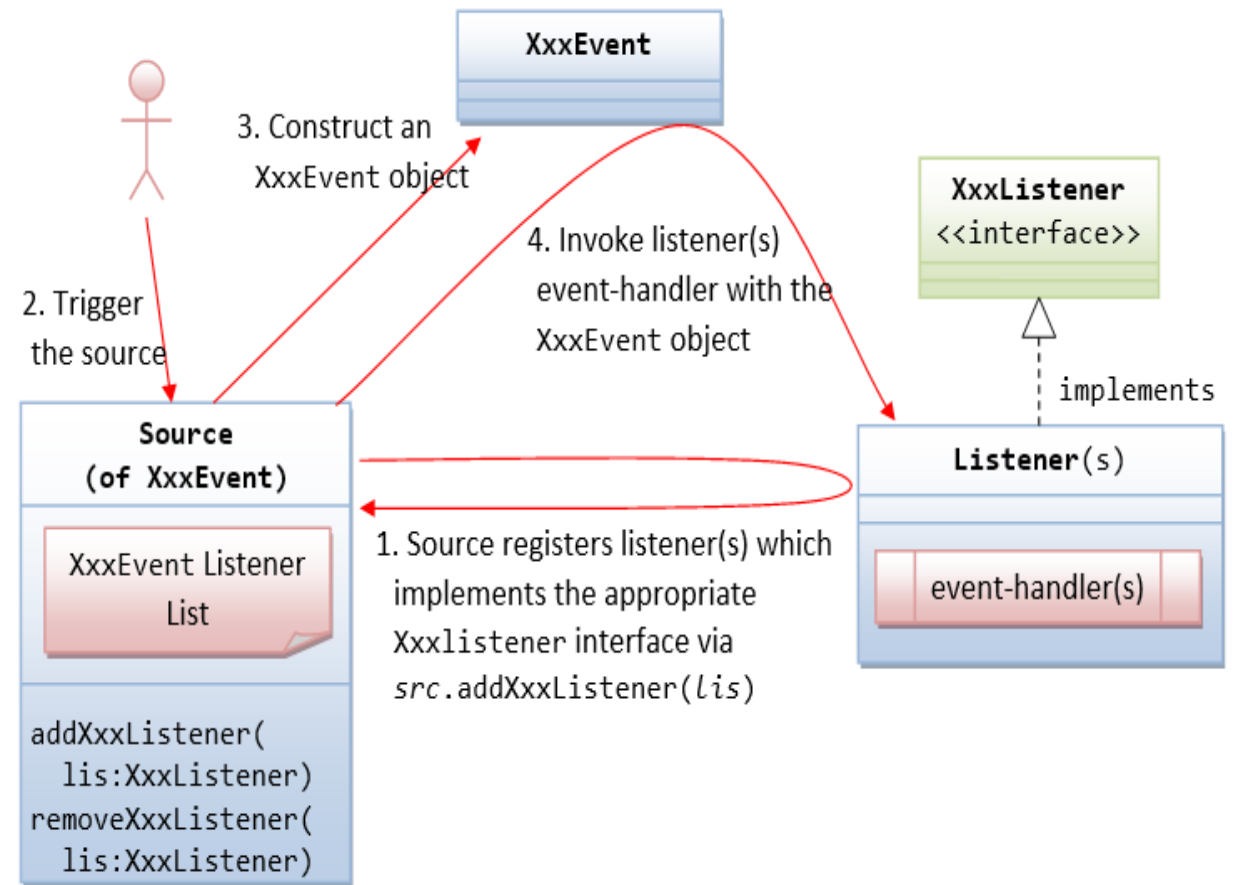 XxxEvent
3. Construct an
XxxEvent object
XxxListener
<<interface>>
4. Invoke listener(s)
event-handler with the
XxxEvent object
2. Trigger
the source
implements
Source
(of XxxEvent)
Listener(s)
XxxEvent Listener
List
1. Source registers listener(s) which
implements the appropriate
Xxxlistener interface via
src.addXxxListener(lis)
event-handler(s)
addXxxListener(
lis:XxxListener)
removeXxxListener(
lis:XxxListener)